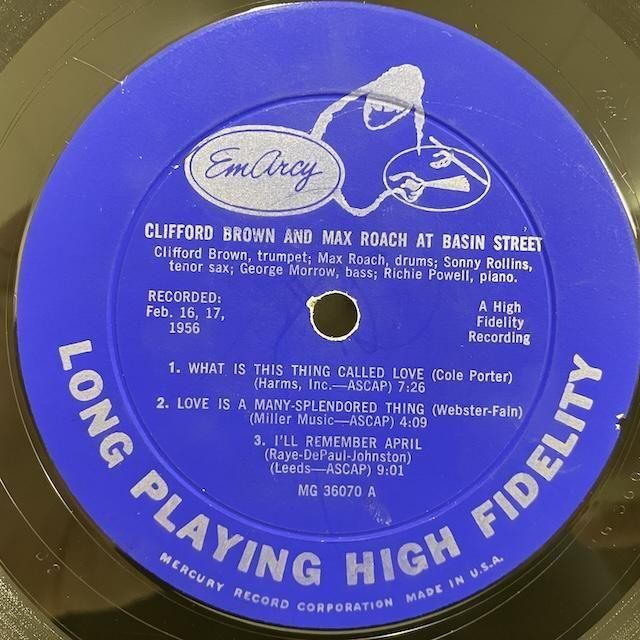 EmArcy
CLIFFORD BROWN AND MAX ROACH AT BASIN STREET
Clifford Brown, trumpet; Max Roach, drums; Sonny Rollins,
tenor sax; George Morrow, bass; Richie Powell, piano.
RECORDED:
Feb. 16, 17,
1956
A High
Fidelity
Recording
1. WHAT IS THIS THING CALLED LOVE (Cole Porter)
(Harms, Inc.—ASCAP) 7:26
2. LOVE IS A MANY-SPLENDORED THING (Webster-Fain)
(Miller Music—ASCAP) 4:09
3. I'LL REMEMBER APRIL
(Raye-DePaul-Johnston)
(Leeds—ASCAP) 9:01
MG 36070 A
LONG PLAYING HIGH FIDELITY
MERCURY RECORD CORPORATION MADE IN U.S.A.